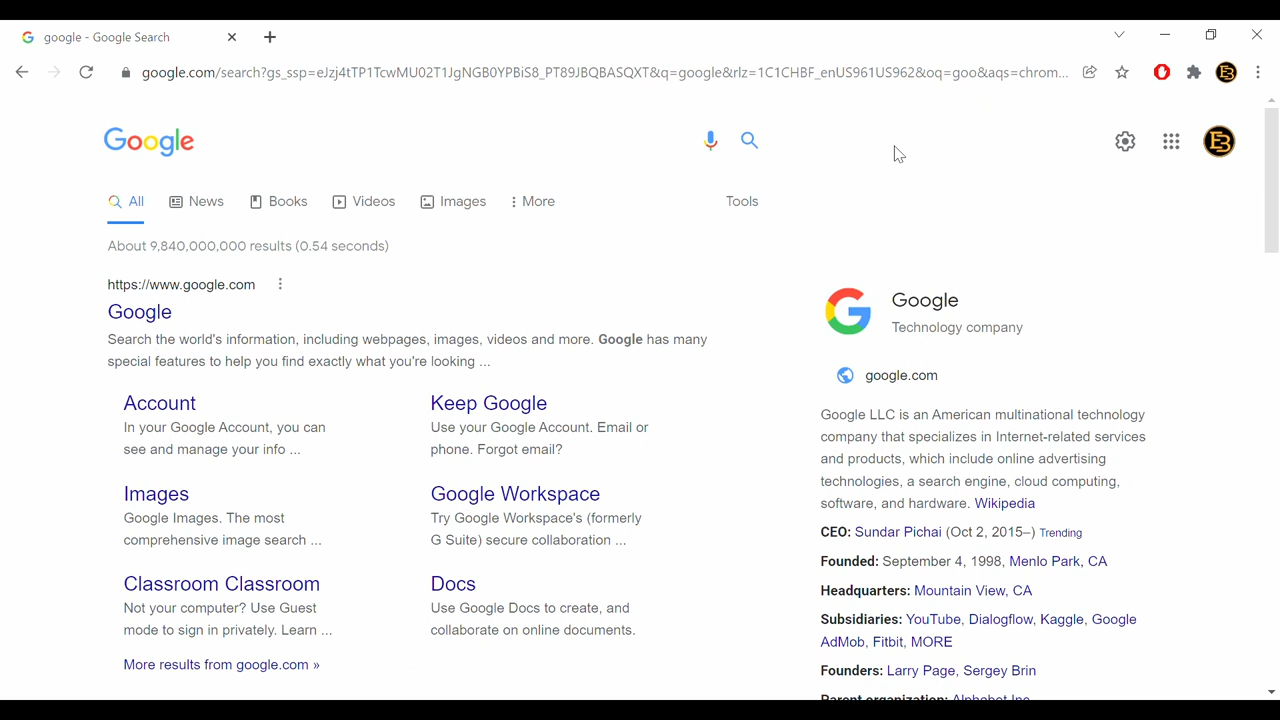 google - Google Search
google.com/search?gs_ssp=eJzj4tTP1TcwMU02T1JgNGB0YPBiS8_PT89JBQBASQXT&q=google&rlz=1C1CHBF_enUS961US962&oq=goo&aqs=chrom...
Google
All News Books Videos Images More Tools
About 9,840,000,000 results (0.54 seconds)
https://www.google.com
Google
Search the world's information, including webpages, images, videos and more. Google has many
special features to help you find exactly what you're looking ...
Account
In your Google Account, you can
see and manage your info ...
Keep Google
Use your Google Account. Email or
phone. Forgot email?
Images
Google Images. The most
comprehensive image search ...
Google Workspace
Try Google Workspace's (formerly
G Suite) secure collaboration ...
Classroom Classroom
Not your computer? Use Guest
mode to sign in privately. Learn ...
Docs
Use Google Docs to create, and
collaborate on online documents.
More results from google.com »
Google
Technology company
google.com
Google LLC is an American multinational technology
company that specializes in Internet-related services
and products, which include online advertising
technologies, a search engine, cloud computing,
software, and hardware. Wikipedia
CEO: Sundar Pichai (Oct 2, 2015–) Trending
Founded: September 4, 1998, Menlo Park, CA
Headquarters: Mountain View, CA
Subsidiaries: YouTube, Dialogflow, Kaggle, Google
AdMob, Fitbit, MORE
Founders: Larry Page, Sergey Brin
Parent organization: Alphabet Inc